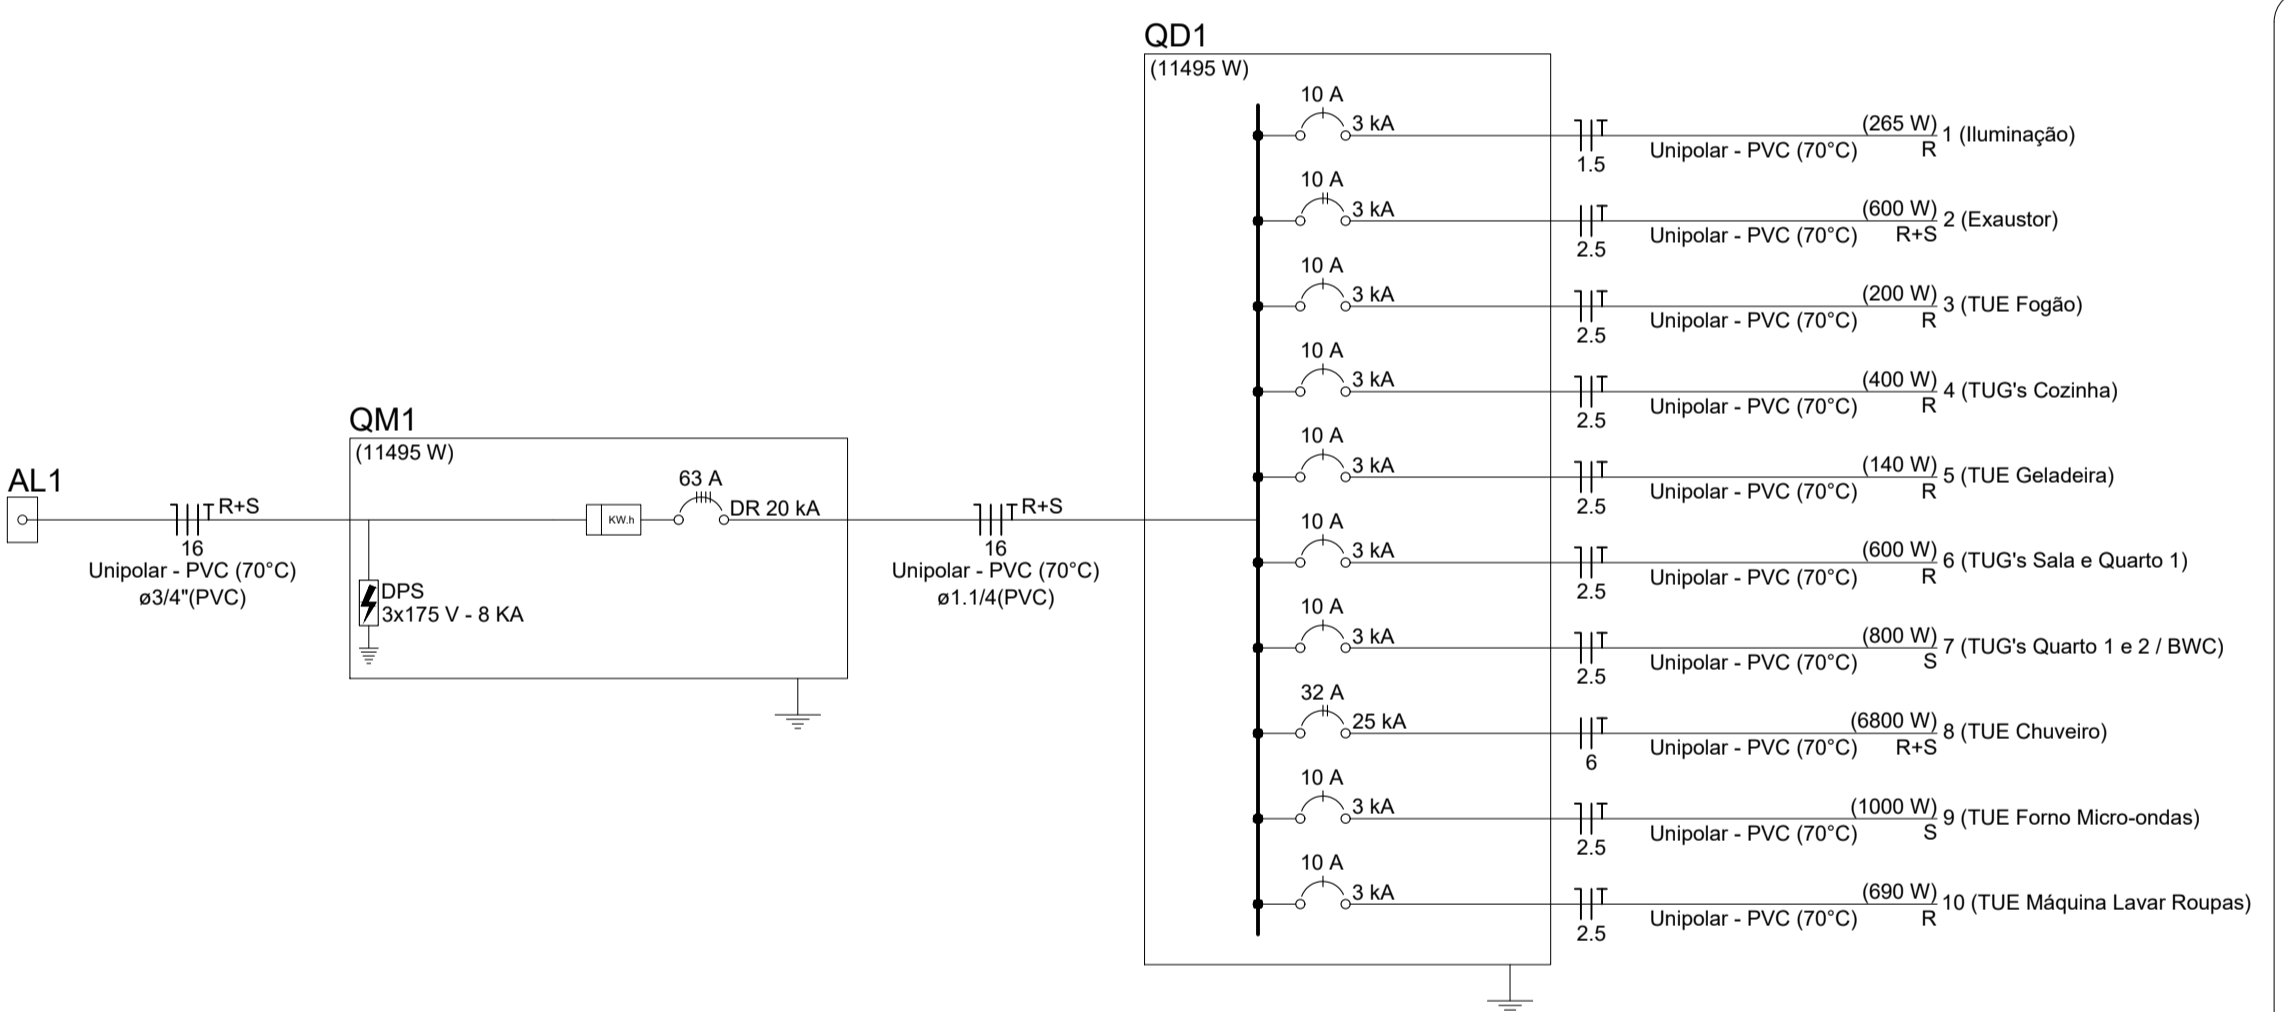 AL1
R+S
16
Unipolar - PVC (70°C)
ø3/4"(PVC)
QM1
(11495 W)
DPS
3x175 V - 8 KA
KW.h
63 A
DR 20 kA
R+S
16
Unipolar - PVC (70°C)
ø1.1/4(PVC)
QD1
(11495 W)
10 A
3 kA
1.5
Unipolar - PVC (70°C)
(265 W)
R
1 (Iluminação)
10 A
3 kA
2.5
Unipolar - PVC (70°C)
(600 W)
R+S
2 (Exaustor)
10 A
3 kA
2.5
Unipolar - PVC (70°C)
(200 W)
R
3 (TUE Fogão)
10 A
3 kA
2.5
Unipolar - PVC (70°C)
(400 W)
R
4 (TUG's Cozinha)
10 A
3 kA
2.5
Unipolar - PVC (70°C)
(140 W)
R
5 (TUE Geladeira)
10 A
3 kA
2.5
Unipolar - PVC (70°C)
(600 W)
R
6 (TUG's Sala e Quarto 1)
10 A
3 kA
2.5
Unipolar - PVC (70°C)
(800 W)
S
7 (TUG's Quarto 1 e 2 / BWC)
32 A
25 kA
6
Unipolar - PVC (70°C)
(6800 W)
R+S
8 (TUE Chuveiro)
10 A
3 kA
2.5
Unipolar - PVC (70°C)
(1000 W)
S
9 (TUE Forno Micro-ondas)
10 A
3 kA
2.5
Unipolar - PVC (70°C)
(690 W)
R
10 (TUE Máquina Lavar Roupas)